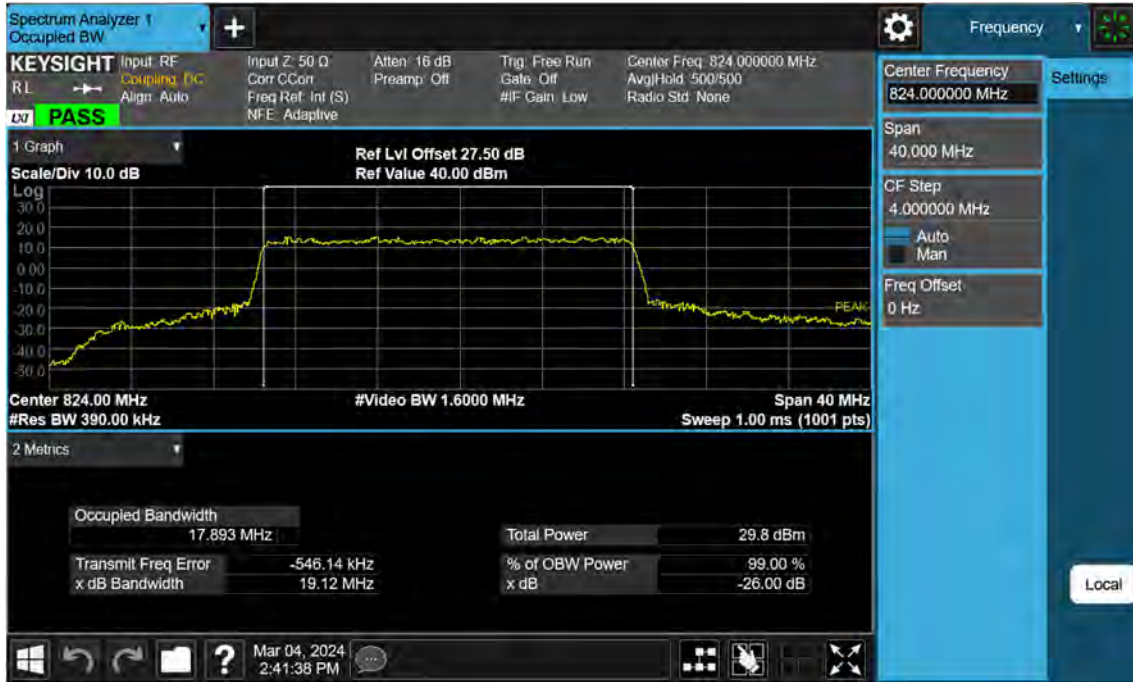 Spectrum Analyzer 1
Occupied BW
+
Frequency
KEYSIGHT
RL
LXI
PASS
Input: RF
Coupling: DC
Align: Auto
Input Z: 50 Ω
Corr CCorr
Freq Ref: Int (S)
NFE: Adaptive
Atten: 16 dB
Preamp: Off
Trig: Free Run
Gate: Off
#IF Gain: Low
Center Freq: 824.000000 MHz
Avg|Hold: 500/500
Radio Std: None
Center Frequency
824.000000 MHz
Settings
Span
40.000 MHz
CF Step
4.000000 MHz
Auto
Man
Freq Offset
0 Hz
1 Graph
Scale/Div 10.0 dB
Ref Lvl Offset 27.50 dB
Ref Value 40.00 dBm
Log
30.0
20.0
10.0
0.00
-10.0
-20.0
-30.0
-40.0
-50.0
PEAK
Center 824.00 MHz
#Video BW 1.6000 MHz
Span 40 MHz
#Res BW 390.00 kHz
Sweep 1.00 ms (1001 pts)
2 Metrics
Occupied Bandwidth
17.893 MHz
Total Power 29.8 dBm
Transmit Freq Error -546.14 kHz
% of OBW Power 99.00 %
x dB Bandwidth 19.12 MHz
x dB -26.00 dB
Local
?
Mar 04, 2024
2:41:38 PM